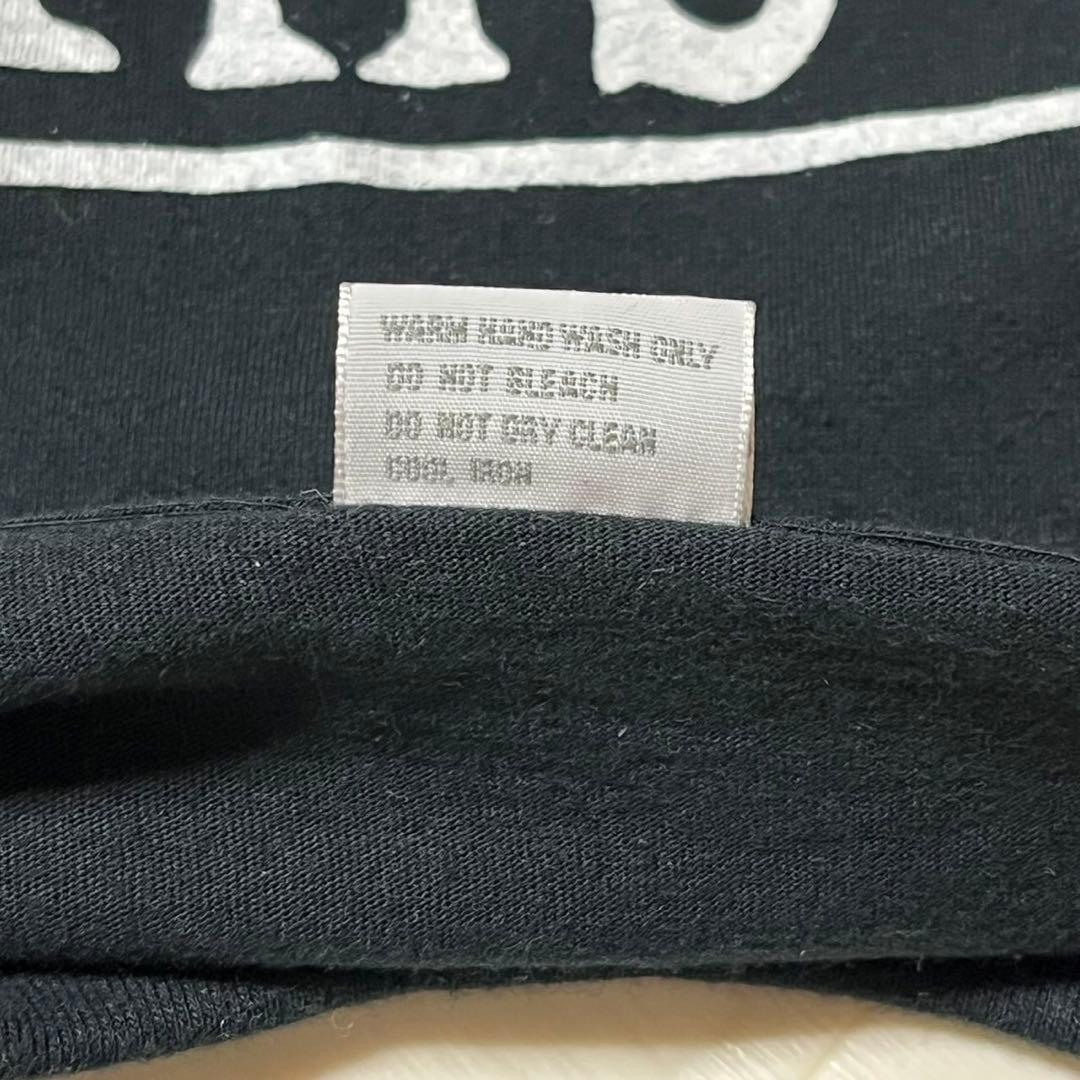 WARM HAND WASH ONLY
DO NOT BLEACH
DO NOT DRY CLEAN
COOL IRON